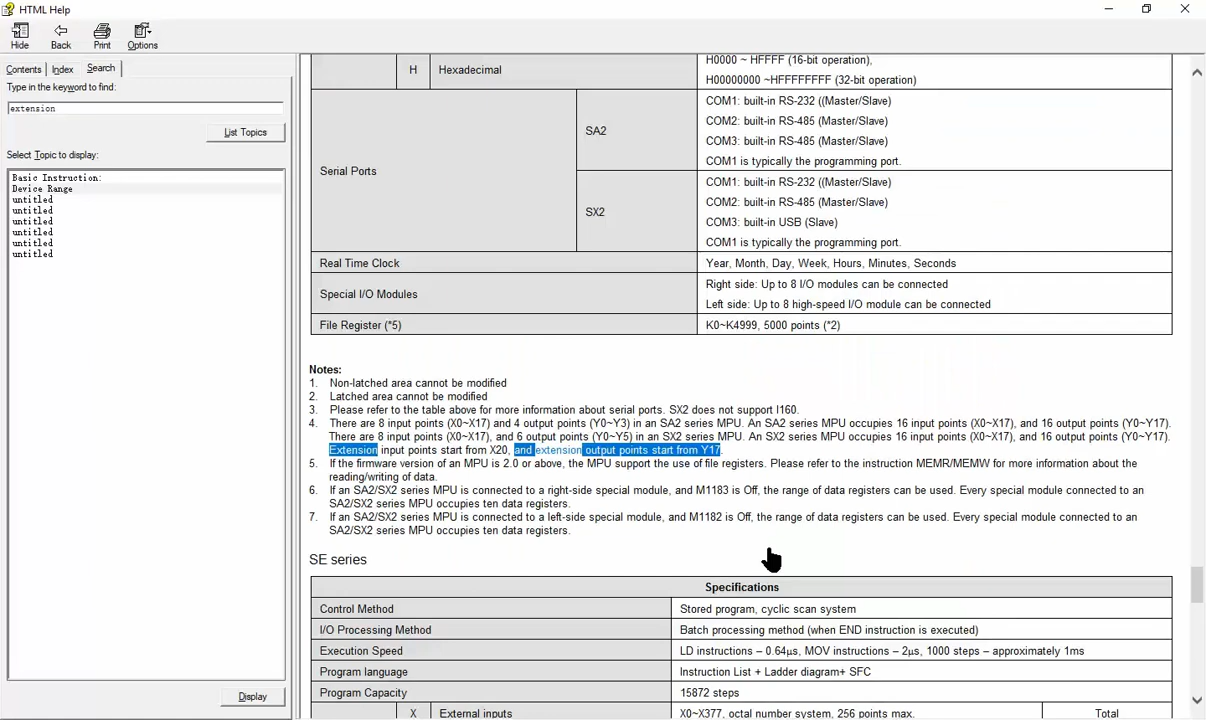 HTML Help
Hide
Back
Print
Options
Contents
Index
Search
Type in the keyword to find:
extension
List Topics
Select Topic to display:
Basic Instruction:
Device Range
untitled
untitled
untitled
untitled
untitled
untitled
Display
H Hexadecimal
H0000 ~ HFFFF (16-bit operation),
H00000000 ~HFFFFFFFF (32-bit operation)
Serial Ports
SA2
COM1: built-in RS-232 ((Master/Slave)
COM2: built-in RS-485 (Master/Slave)
COM3: built-in RS-485 (Master/Slave)
COM1 is typically the programming port.
SX2
COM1: built-in RS-232 ((Master/Slave)
COM2: built-in RS-485 (Master/Slave)
COM3: built-in USB (Slave)
COM1 is typically the programming port.
Real Time Clock Year, Month, Day, Week, Hours, Minutes, Seconds
Special I/O Modules
Right side: Up to 8 I/O modules can be connected
Left side: Up to 8 high-speed I/O module can be connected
File Register (*5) K0~K4999, 5000 points (*2)
Notes:
1. Non-latched area cannot be modified
2. Latched area cannot be modified
3. Please refer to the table above for more information about serial ports. SX2 does not support I160.
4. There are 8 input points (X0~X17) and 4 output points (Y0~Y3) in an SA2 series MPU. An SA2 series MPU occupies 16 input points (X0~X17), and 16 output points (Y0~Y17).
There are 8 input points (X0~X17), and 6 output points (Y0~Y5) in an SX2 series MPU. An SX2 series MPU occupies 16 input points (X0~X17), and 16 output points (Y0~Y17).
Extension input points start from X20, and extension output points start from Y17.
5. If the firmware version of an MPU is 2.0 or above, the MPU support the use of file registers. Please refer to the instruction MEMR/MEMW for more information about the
reading/writing of data.
6. If an SA2/SX2 series MPU is connected to a right-side special module, and M1183 is Off, the range of data registers can be used. Every special module connected to an
SA2/SX2 series MPU occupies ten data registers.
7. If an SA2/SX2 series MPU is connected to a left-side special module, and M1182 is Off, the range of data registers can be used. Every special module connected to an
SA2/SX2 series MPU occupies ten data registers.
SE series
Specifications
Control Method Stored program, cyclic scan system
I/O Processing Method Batch processing method (when END instruction is executed)
Execution Speed LD instructions – 0.64μs, MOV instructions – 2μs, 1000 steps – approximately 1ms
Program language Instruction List + Ladder diagram+ SFC
Program Capacity 15872 steps
X External inputs X0~X377, octal number system, 256 points max. Total